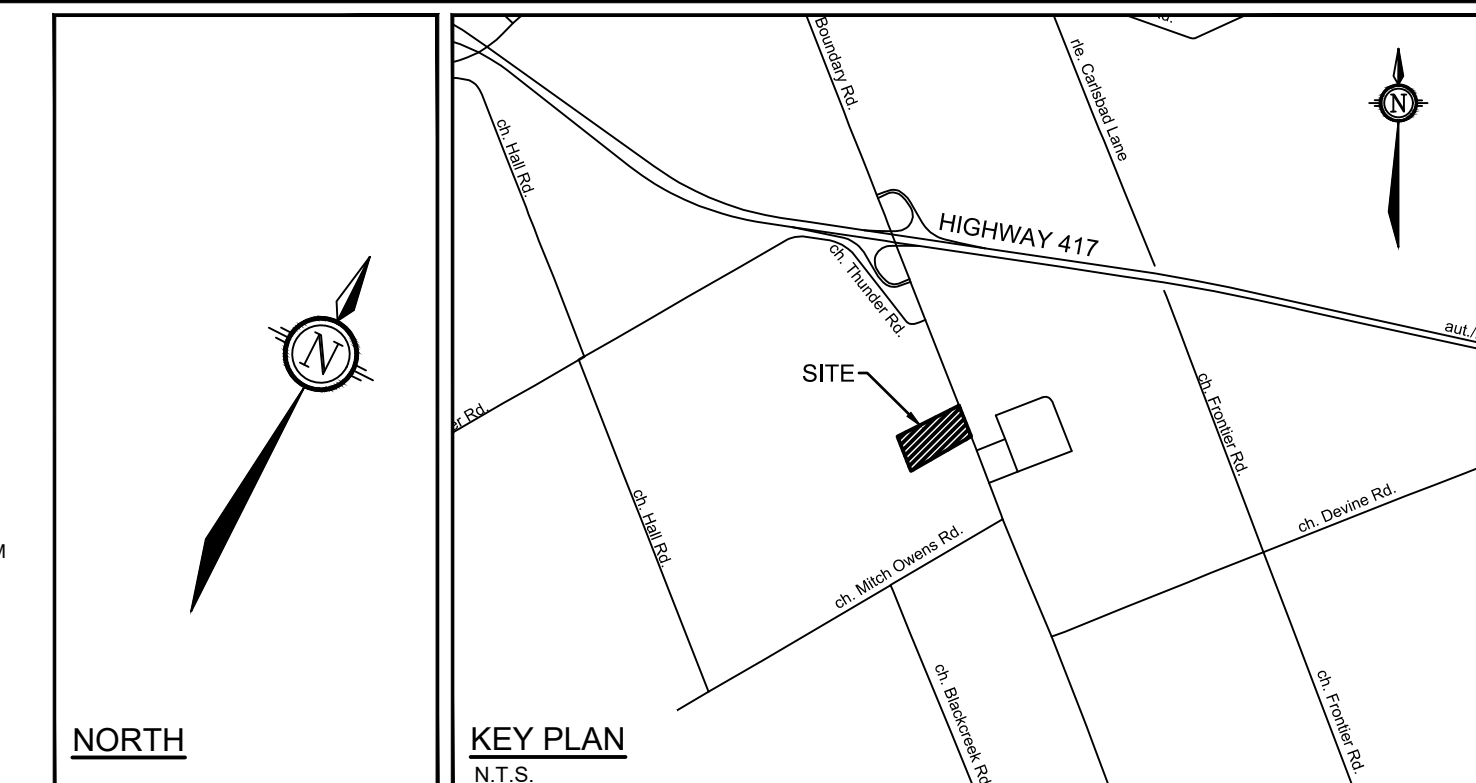 Boundary Rd.
rle. Carlsbad Lane
N
ch. Hall Rd.
HIGHWAY 417
ch. Thunder Rd.
aut./
N
SITE
er Rd.
ch. Frontier Rd.
ch. Hall Rd.
ch. Devine Rd.
M
ch. Mitch Owens Rd.
ch. Blackcreek Rd
ch. Frontier Rd.
NORTH
KEY PLAN
N.T.S.